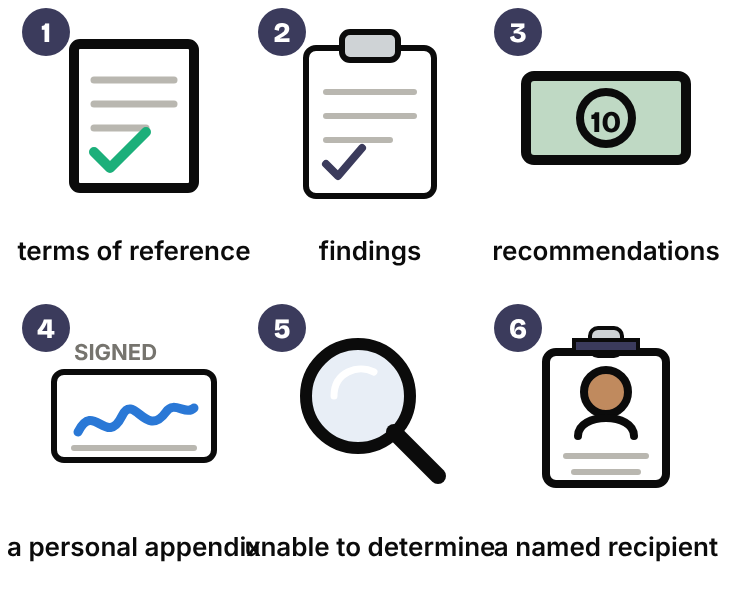 1
2
3
10
terms of reference
findings
recommendations
4
SIGNED
5
6
a personal appendix
unable to determine
a named recipient